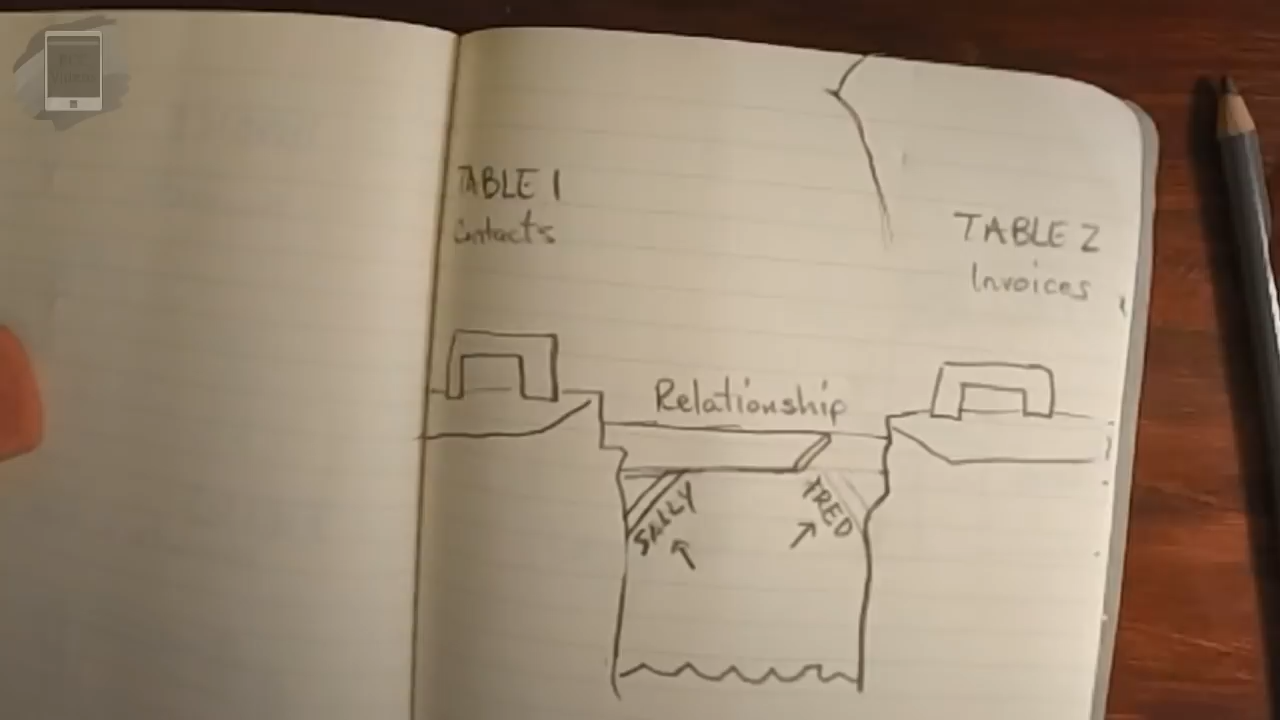 TABLE 1
Contacts
TABLE 2
Invoices
Relationship
SALLY
FRED